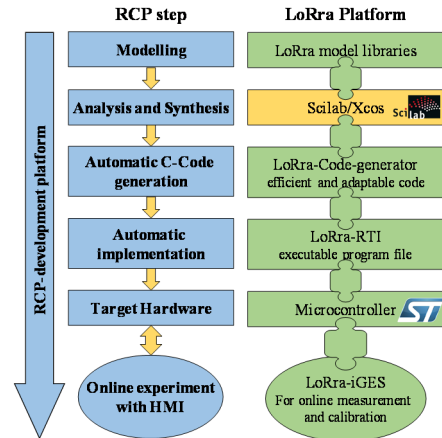 RCP step
LoRra Platform
RCP-development platform
Modelling
LoRra model libraries
Analysis and Synthesis
Scilab/Xcos
Scilab
Automatic C-Code
generation
LoRra-Code-generator
efficient and adaptable code
Automatic
implementation
LoRra-RTI
executable program file
Target Hardware
Microcontroller
ST
Online experiment
with HMI
LoRra-iGES
For online measurement
and calibration